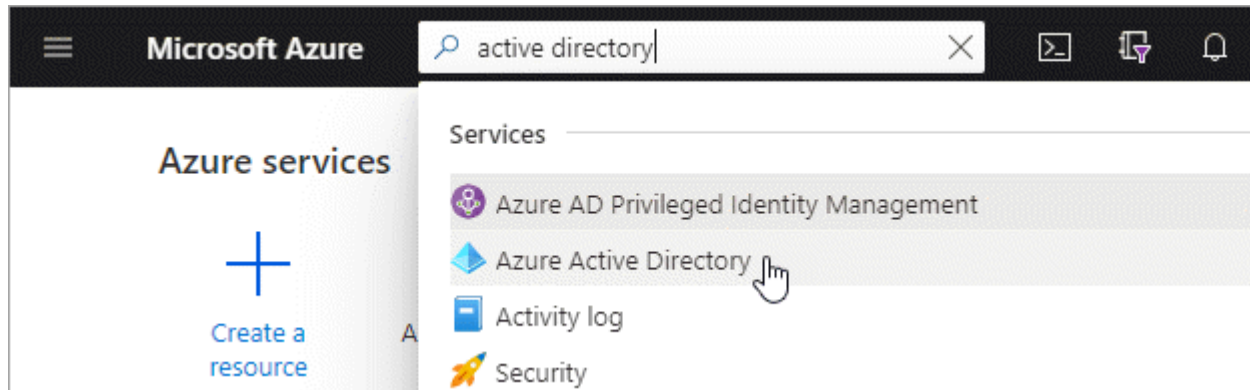 Microsoft Azure
active directory
Azure services
Services
Azure AD Privileged Identity Management
Azure Active Directory
Activity log
Security
Create a
resource
A